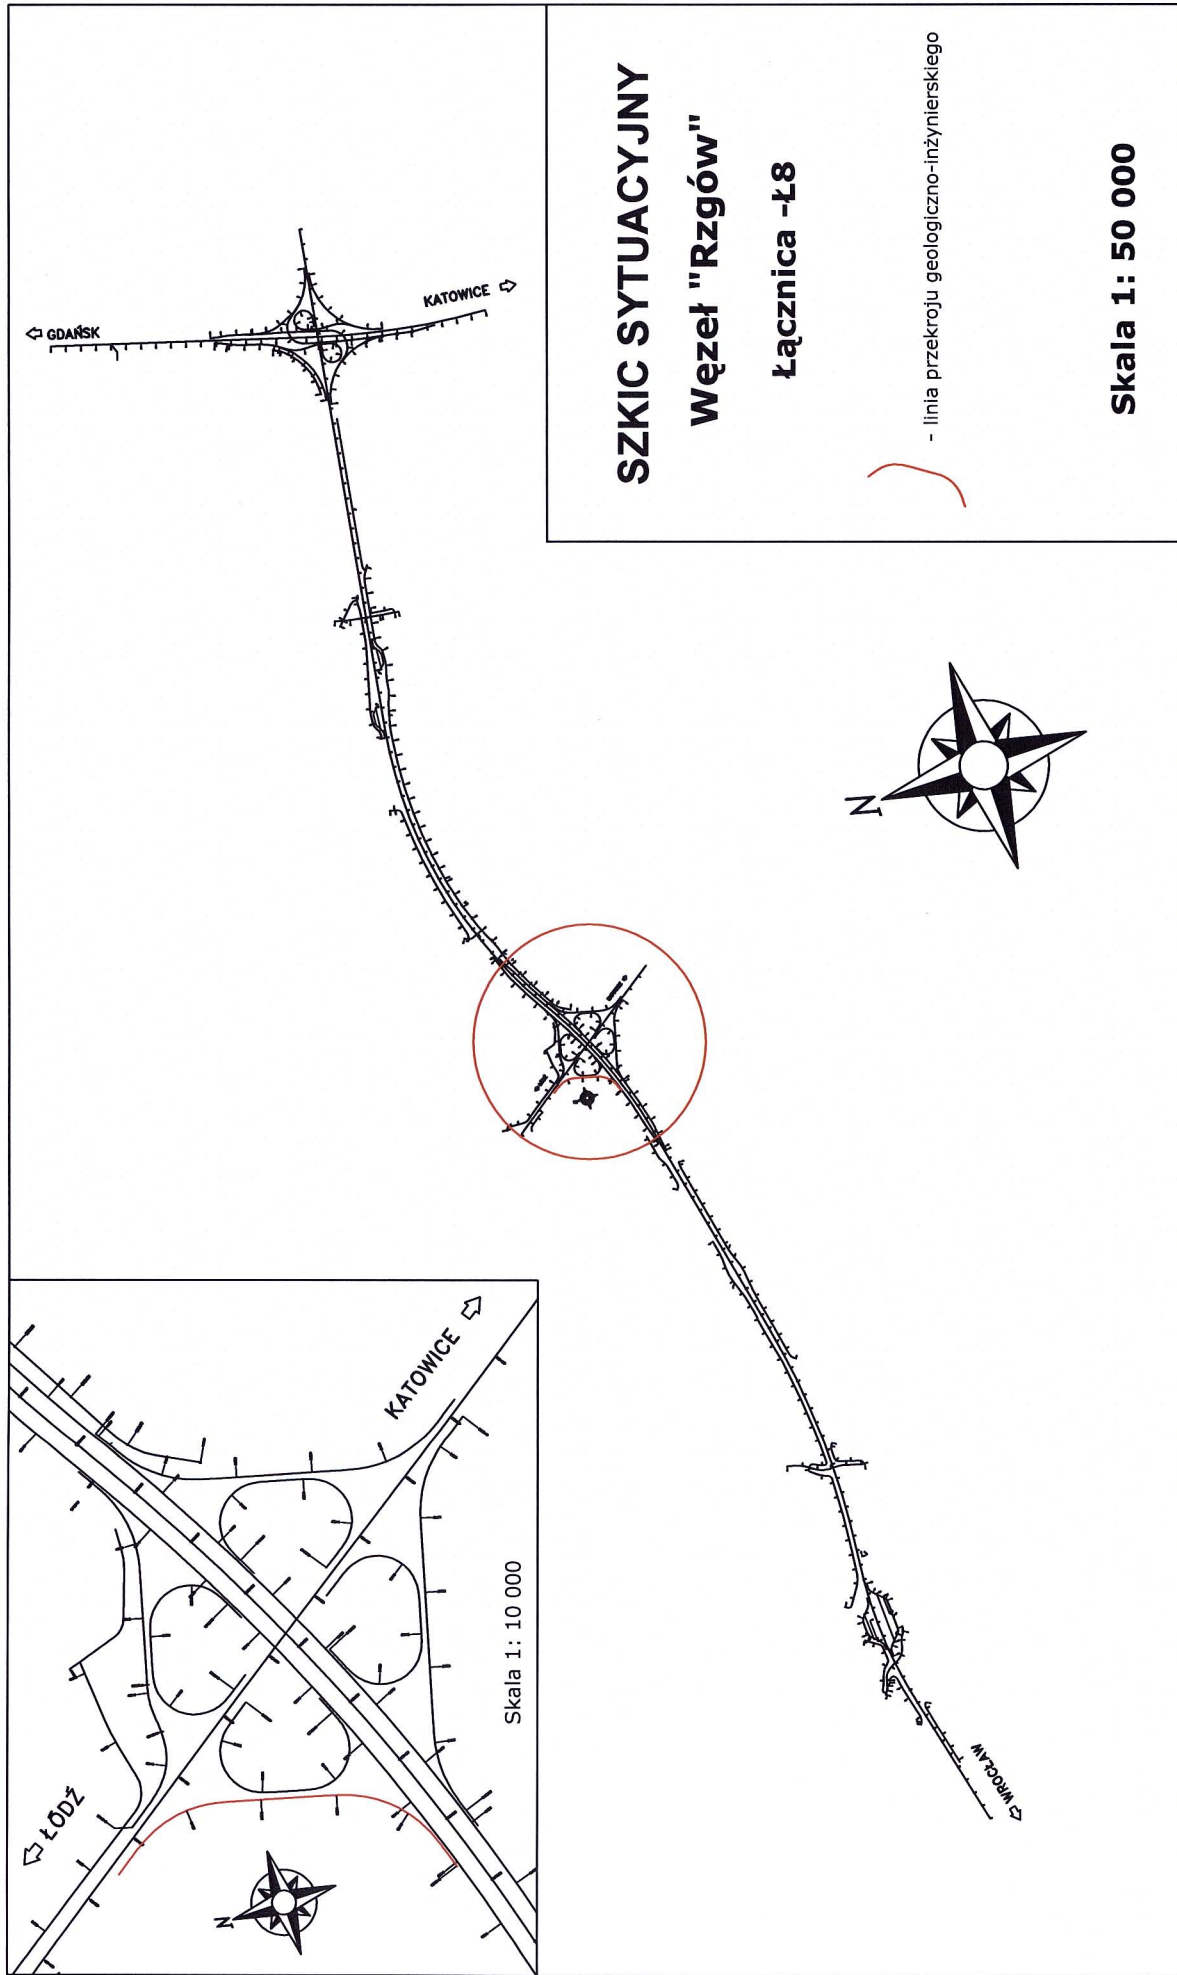 SZKIC SYTUACYJNY
Węzeł "Rzgów"
Łącznica -Ł8
- linia przekroju geologiczno-inżynierskiego
Skala 1: 50 000
GDAŃSK
KATOWICE
N
WROCŁAW
KATOWICE
ŁÓDŹ
N
Skala 1: 10 000